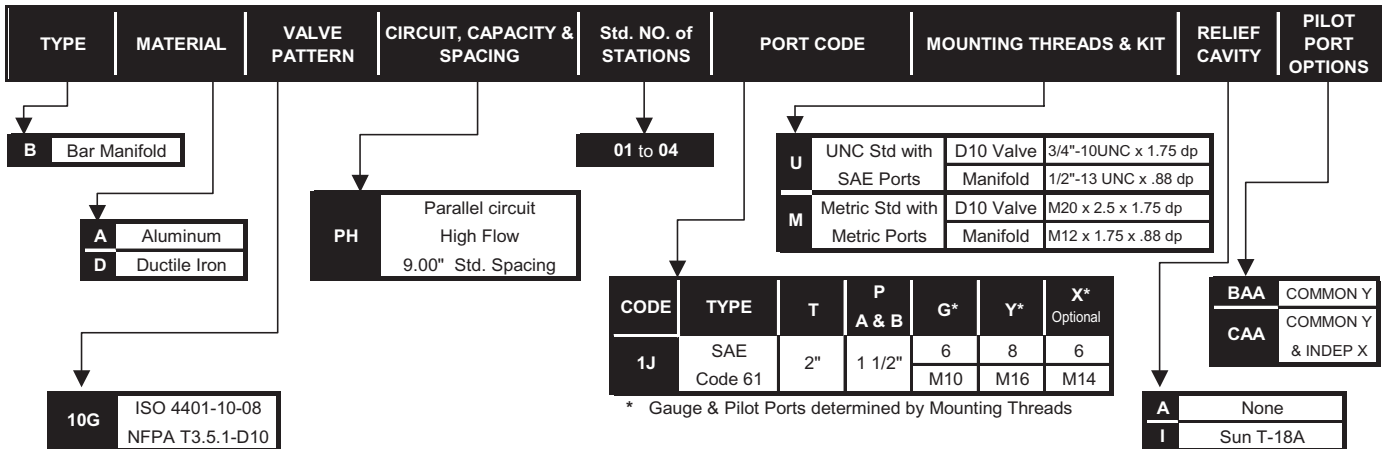 TYPE
MATERIAL
VALVE
PATTERN
CIRCUIT, CAPACITY &
SPACING
Std. NO. of
STATIONS
PORT CODE
MOUNTING THREADS & KIT
RELIEF
CAVITY
PILOT
PORT
OPTIONS
B Bar Manifold
A Aluminum
D Ductile Iron
10G
ISO 4401-10-08
NFPA T3.5.1-D10
PH
Parallel circuit
High Flow
9.00" Std. Spacing
01 to 04
CODE TYPE T P A & B G* Y* X* Optional
1J
SAE
Code 61
2" 1 1/2"
6 8 6
M10 M16 M14
* Gauge & Pilot Ports determined by Mounting Threads
U
UNC Std with D10 Valve 3/4"-10UNC x 1.75 dp
SAE Ports Manifold 1/2"-13 UNC x .88 dp
M
Metric Std with D10 Valve M20 x 2.5 x 1.75 dp
Metric Ports Manifold M12 x 1.75 x .88 dp
A None
I Sun T-18A
BAA COMMON Y
CAA
COMMON Y
& INDEP X